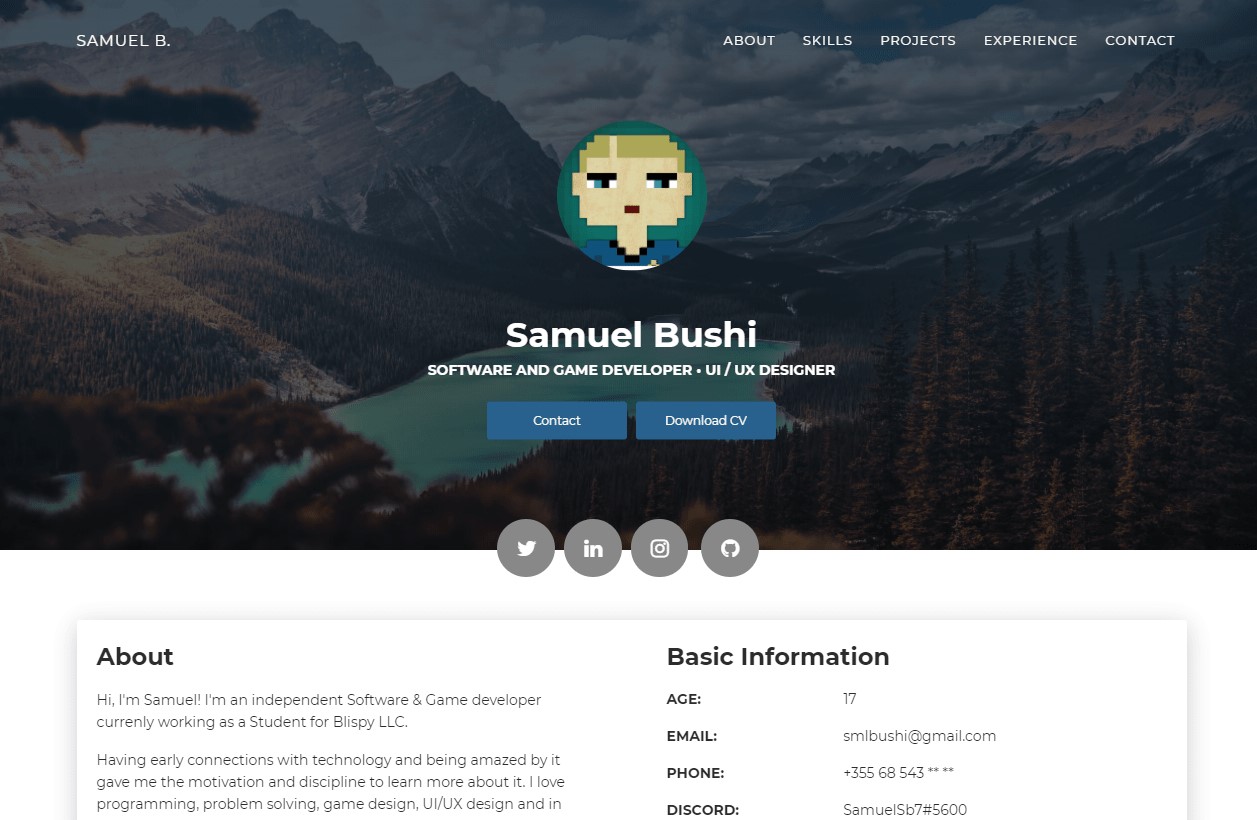 SAMUEL B.
ABOUT SKILLS PROJECTS EXPERIENCE CONTACT
Samuel Bushi
SOFTWARE AND GAME DEVELOPER • UI / UX DESIGNER
Contact
Download CV
About
Hi, I'm Samuel! I'm an independent Software & Game developer
currenly working as a Student for Blispy LLC.
Having early connections with technology and being amazed by it
gave me the motivation and discipline to learn more about it. I love
programming, problem solving, game design, UI/UX design and in
Basic Information
AGE: 17
EMAIL: smlbushi@gmail.com
PHONE: +355 68 543 ** **
DISCORD: SamuelSb7#5600